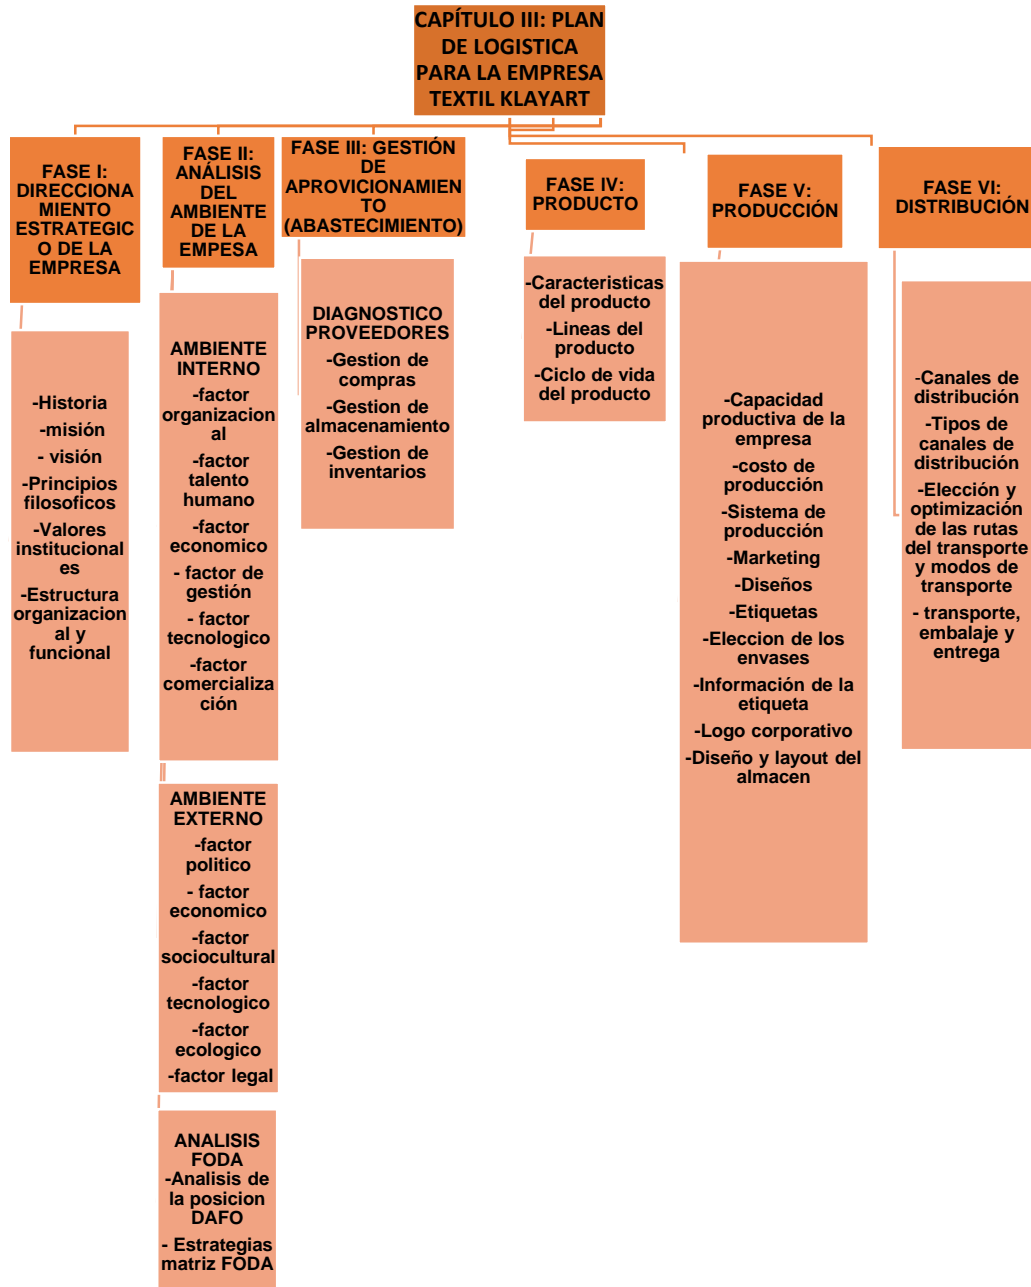 CAPÍTULO III: PLAN
DE LOGISTICA
PARA LA EMPRESA
TEXTIL KLAYART
FASE I:
DIRECCIONA
MIENTO
ESTRATEGIC
O DE LA
EMPRESA
-Historia
-misión
- visión
-Principios
filosoficos
-Valores
institucional
es
-Estructura
organizacion
al y
funcional
FASE II:
ANÁLISIS
DEL
AMBIENTE
DE LA
EMPESA
AMBIENTE
INTERNO
-factor
organizacion
al
-factor
talento
humano
-factor
economico
- factor de
gestión
- factor
tecnologico
-factor
comercializa
ción
AMBIENTE
EXTERNO
-factor
politico
- factor
economico
-factor
sociocultural
-factor
tecnologico
-factor
ecologico
-factor legal
ANALISIS
FODA
-Analisis de
la posicion
DAFO
- Estrategias
matriz FODA
FASE III: GESTIÓN
DE
APROVICIONAMIEN
TO
(ABASTECIMIENTO)
DIAGNOSTICO
PROVEEDORES
-Gestion de
compras
-Gestion de
almacenamiento
-Gestion de
inventarios
FASE IV:
PRODUCTO
-Caracteristicas
del producto
-Lineas del
producto
-Ciclo de vida
del producto
FASE V:
PRODUCCIÓN
-Capacidad
productiva de la
empresa
-costo de
producción
-Sistema de
producción
-Marketing
-Diseños
-Etiquetas
-Eleccion de los
envases
-Información de la
etiqueta
-Logo corporativo
-Diseño y layout del
almacen
FASE VI:
DISTRIBUCIÓN
-Canales de
distribución
-Tipos de
canales de
distribución
-Elección y
optimización
de las rutas
del transporte
y modos de
transporte
- transporte,
embalaje y
entrega